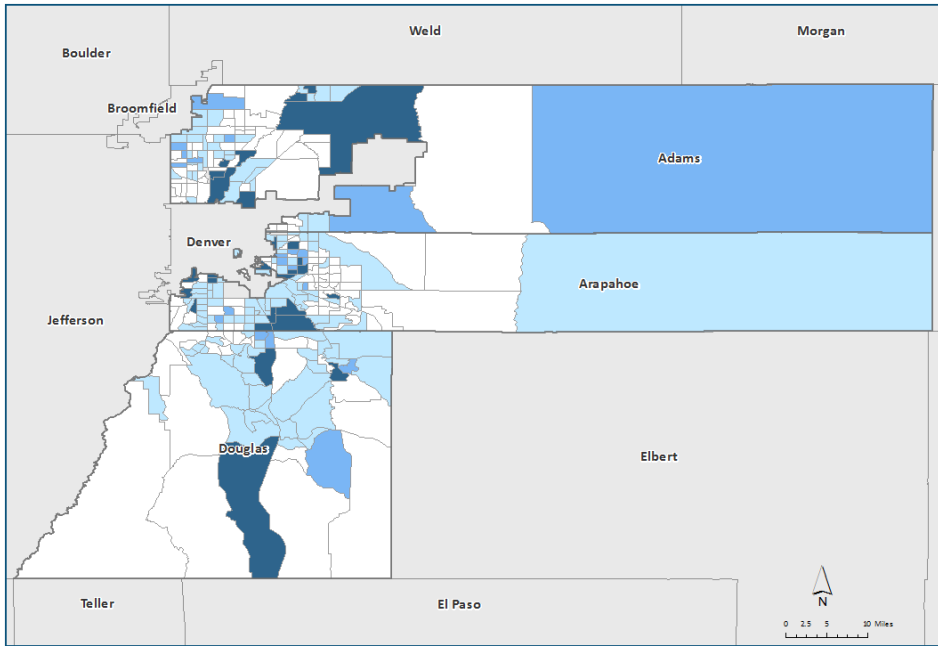 Weld
Morgan
Boulder
Broomfield
Adams
Denver
Arapahoe
Jefferson
Douglas
Elbert
Teller
El Paso
N
0 2.5 5 10 Miles